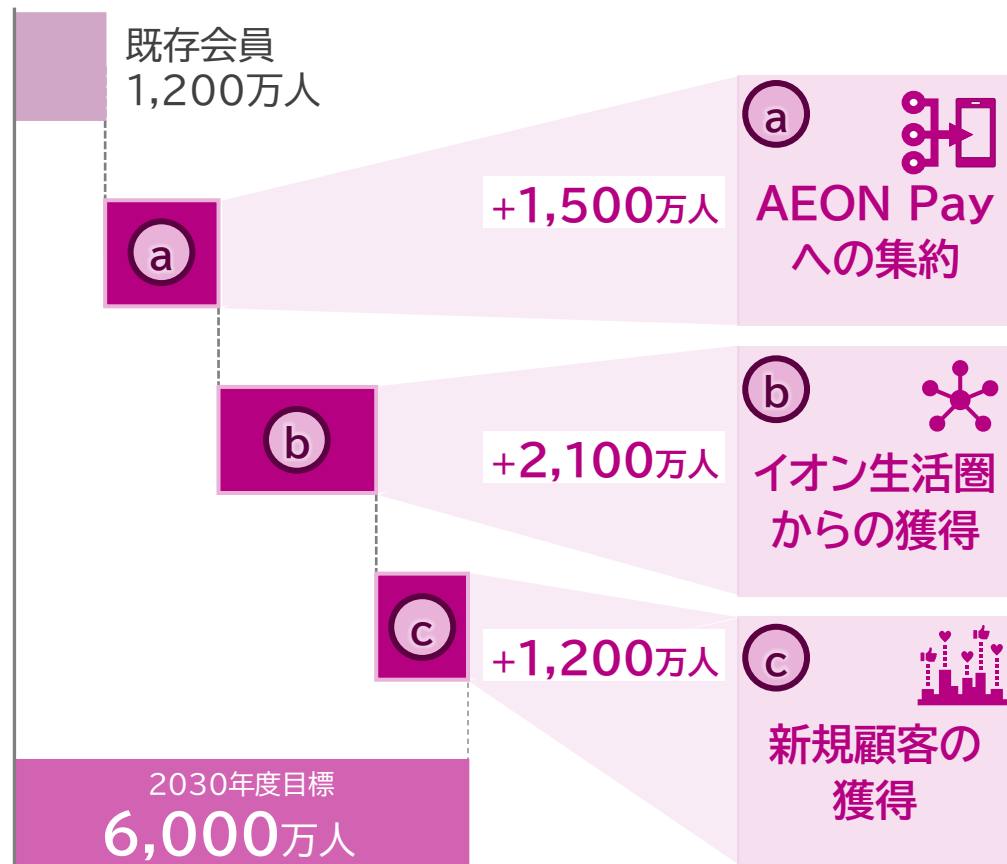 既存会員
1,200万人
a
+1,500万人
a
AEON Pay
への集約
b
+2,100万人
b
イオン生活圏
からの獲得
c
+1,200万人
c
新規顧客の
獲得
2030年度目標
6,000万人